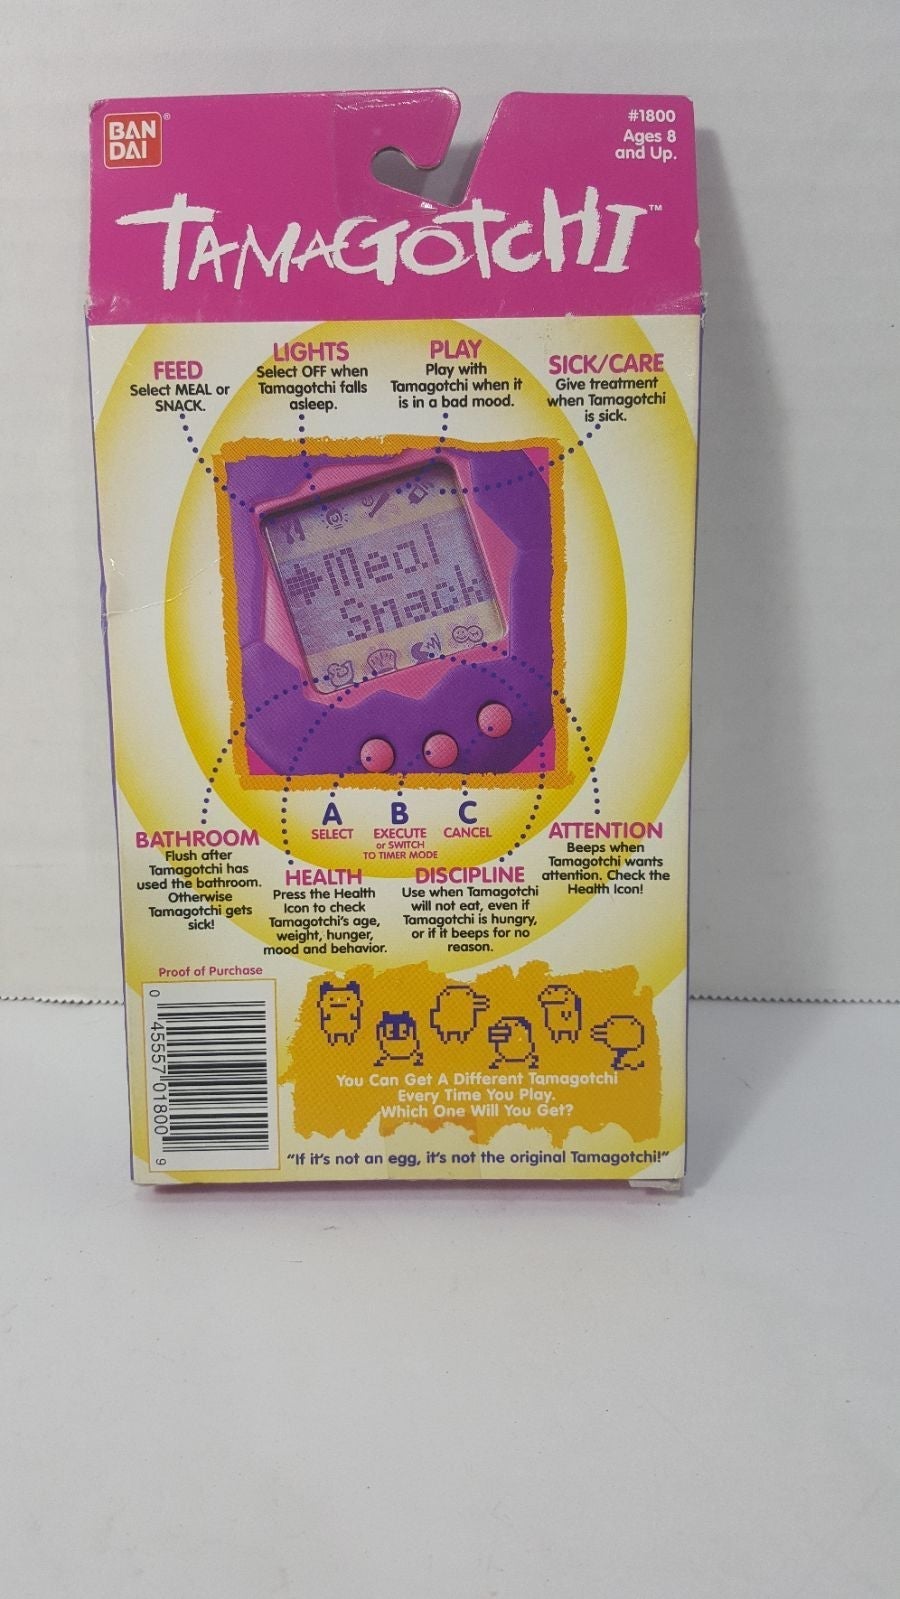 BAN
DAI
®
#1800
Ages 8
and Up.
TAMAGOTCHI™
FEED
Select MEAL or
SNACK.
LIGHTS
Select OFF when
Tamagotchi falls
asleep.
PLAY
Play with
Tamagotchi when it
is in a bad mood.
SICK/CARE
Give treatment
when Tamagotchi
is sick.
Meal
Snack
A
SELECT
B
EXECUTE
or SWITCH
TO TIMER MODE
C
CANCEL
BATHROOM
Flush after
Tamagotchi has
used the bathroom.
Otherwise
Tamagotchi gets
sick!
HEALTH
Press the Health
Icon to check
Tamagotchi's age,
weight, hunger,
mood and behavior.
DISCIPLINE
Use when Tamagotchi
will not eat, even if
Tamagotchi is hungry,
or if it beeps for no
reason.
ATTENTION
Beeps when
Tamagotchi wants
attention. Check the
Health Icon!
Proof of Purchase
0 45557 01800 9
You Can Get A Different Tamagotchi
Every Time You Play.
Which One Will You Get?
"If it's not an egg, it's not the original Tamagotchi!"